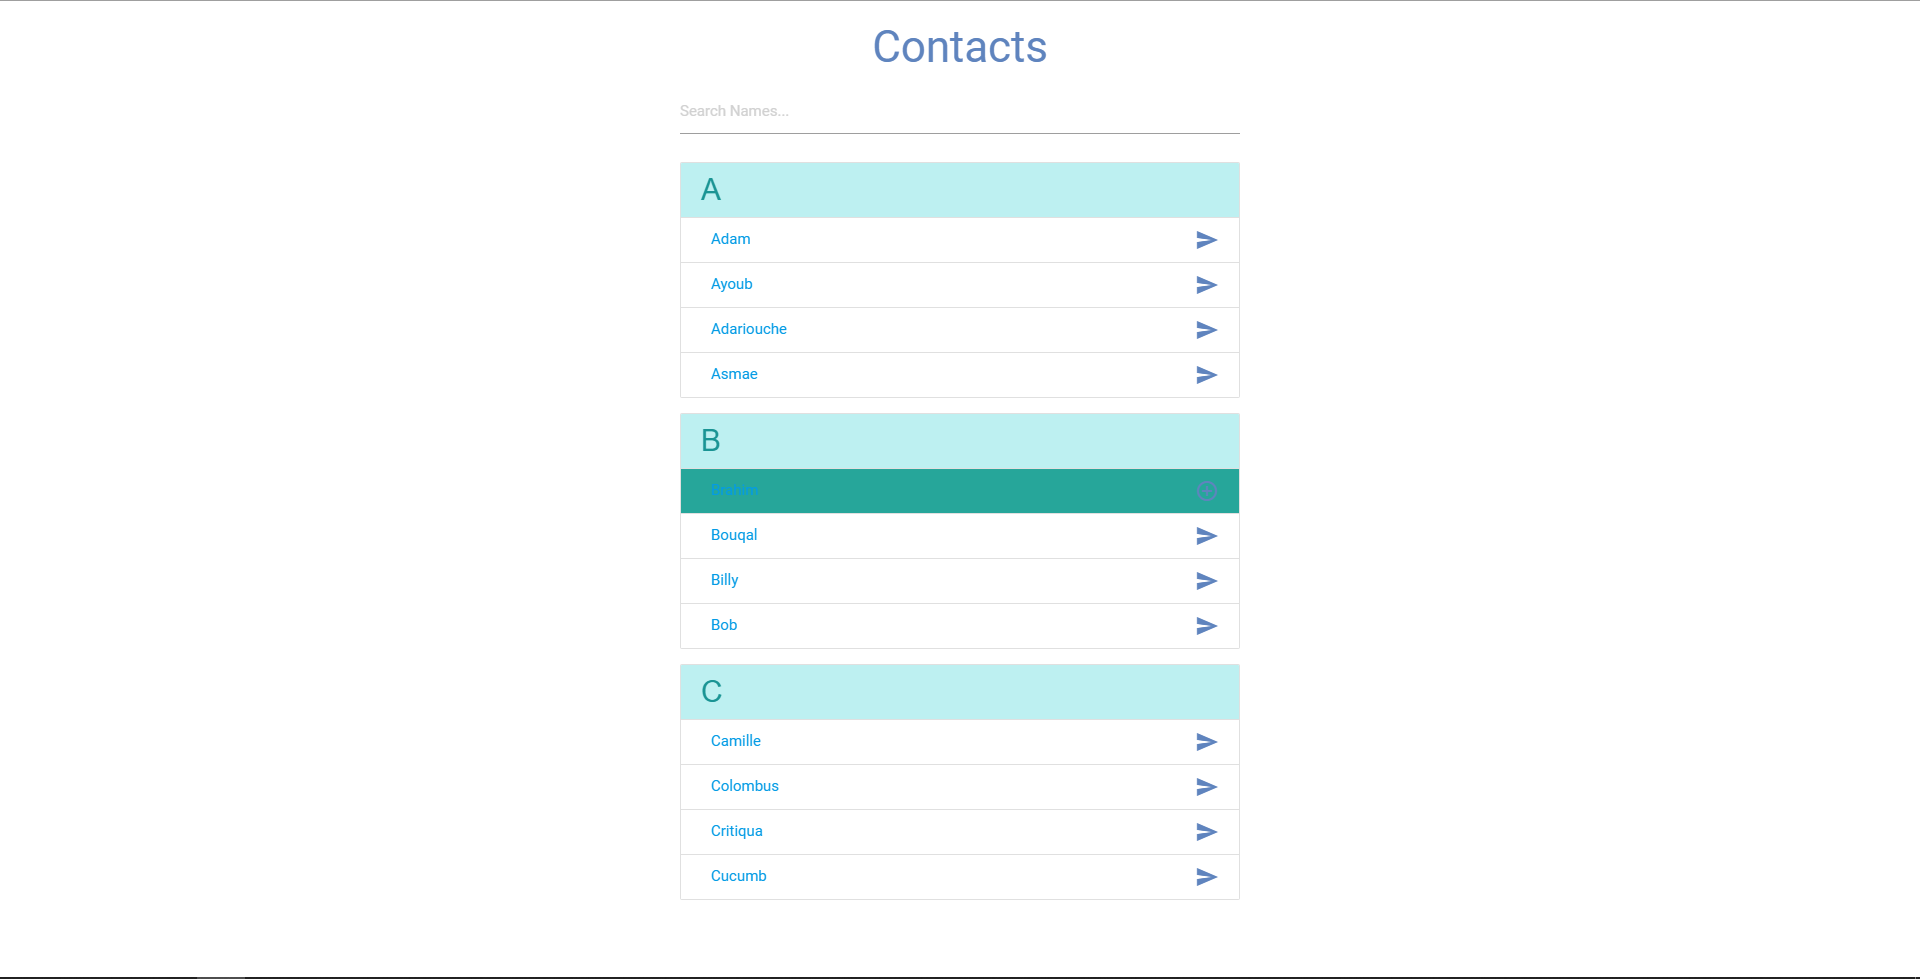 Contacts
Search Names...
A
Adam
Ayoub
Adariouche
Asmae
B
Brahim
Bouqal
Billy
Bob
C
Camille
Colombus
Critiqua
Cucumb